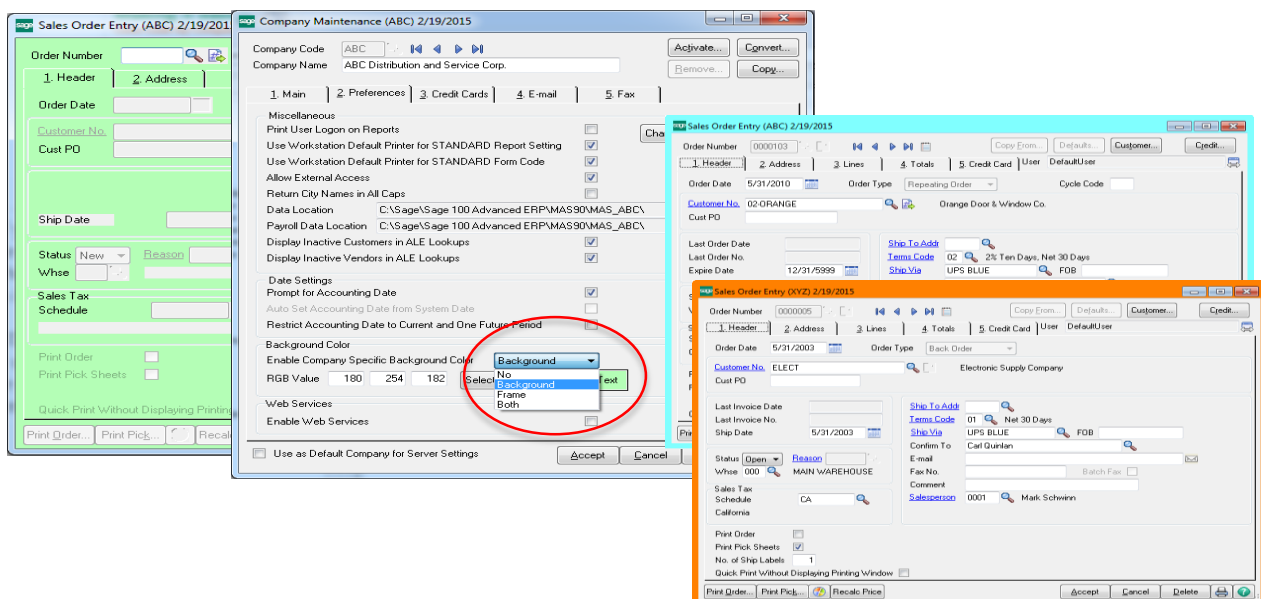 sage Sales Order Entry (ABC) 2/19/201
Order Number
1. Header 2. Address
Order Date
Customer No.
Cust PO
Ship Date
Status New Reason
Whse
Sales Tax
Schedule
Print Order
Print Pick Sheets
Quick Print Without Displaying Printing
Print Order... Print Pick... Recalc
sage Company Maintenance (ABC) 2/19/2015
Company Code ABC Activate... Convert...
Company Name ABC Distribution and Service Corp. Remove... Copy...
1. Main 2. Preferences 3. Credit Cards 4. E-mail 5. Fax
Miscellaneous
Print User Logon on Reports
Use Workstation Default Printer for STANDARD Report Setting
Use Workstation Default Printer for STANDARD Form Code
Allow External Access
Return City Names in All Caps
Data Location C:\Sage\Sage 100 Advanced ERP\MAS90\MAS_ABC\
Payroll Data Location C:\Sage\Sage 100 Advanced ERP\MAS90\MAS_ABC\
Display Inactive Customers in ALE Lookups
Display Inactive Vendors in ALE Lookups
Date Settings
Prompt for Accounting Date
Auto Set Accounting Date from System Date
Restrict Accounting Date to Current and One Future Period
Background Color
Enable Company Specific Background Color Background
RGB Value 180 254 182 Select Text
No
Background
Frame
Both
Web Services
Enable Web Services
Use as Default Company for Server Settings Accept Cancel
sage Sales Order Entry (ABC) 2/19/2015
Order Number 0000103 Copy From... Defaults... Customer... Credit...
1. Header 2. Address 3. Lines 4. Totals 5. Credit Card User DefaultUser
Order Date 5/31/2010 Order Type Repeating Order Cycle Code
Customer No. 02-ORANGE Orange Door & Window Co.
Cust PO
Last Order Date Ship To Addr
Last Order No. Terms Code 02 2% Ten Days, Net 30 Days
Expire Date 12/31/5999 Ship Via UPS BLUE FOB
sage Sales Order Entry (XYZ) 2/19/2015
Order Number 0000005 Copy From... Defaults... Customer... Credit...
1. Header 2. Address 3. Lines 4. Totals 5. Credit Card User DefaultUser
Order Date 5/31/2003 Order Type Back Order
Customer No. ELECT Electronic Supply Company
Cust PO
Last Invoice Date Ship To Addr
Last Invoice No. Terms Code 01 Net 30 Days
Ship Date 5/31/2003 Ship Via UPS BLUE FOB
Confirm To Carl Quinlan
Status Open Reason E-mail
Whse 000 MAIN WAREHOUSE Fax No. Batch Fax
Comment
Sales Tax
Schedule CA Salesperson 0001 Mark Schwinn
California
Print Order
Print Pick Sheets
No. of Ship Labels 1
Quick Print Without Displaying Printing Window
Print Order... Print Pick... Recalc Price Accept Cancel Delete